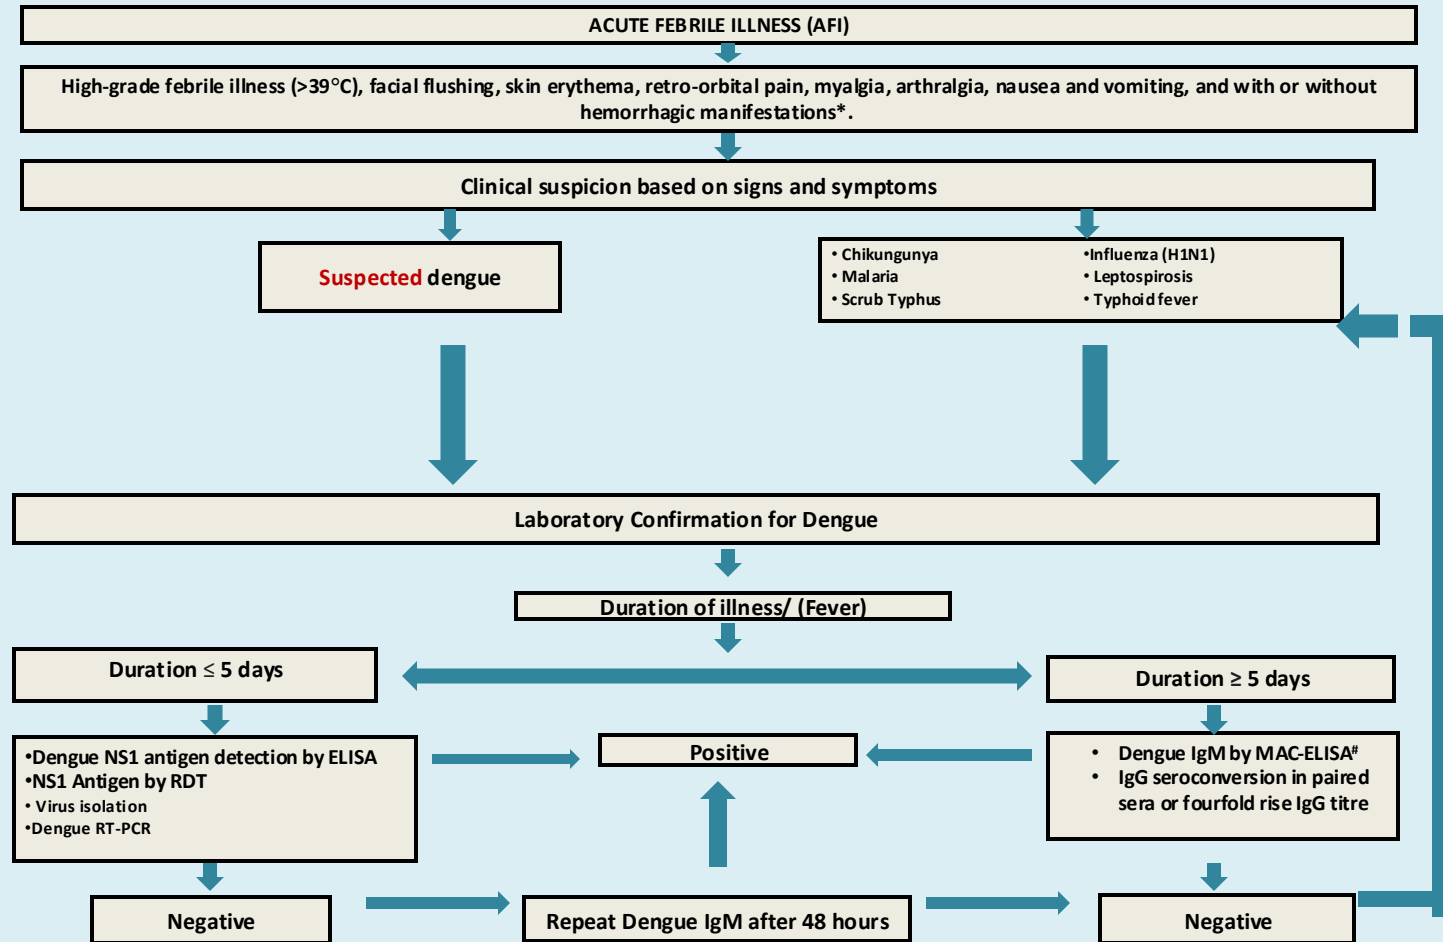 ACUTE FEBRILE ILLNESS (AFI)
High-grade febrile illness (>39°C), facial flushing, skin erythema, retro-orbital pain, myalgia, arthralgia, nausea and vomiting, and with or without
hemorrhagic manifestations*.
Clinical suspicion based on signs and symptoms
Suspected dengue
• Chikungunya
• Malaria
• Scrub Typhus
•Influenza (H1N1)
• Leptospirosis
• Typhoid fever
Laboratory Confirmation for Dengue
Duration of illness/ (Fever)
Duration ≤ 5 days
Duration ≥ 5 days
•Dengue NS1 antigen detection by ELISA
•NS1 Antigen by RDT
• Virus isolation
•Dengue RT-PCR
Positive
• Dengue IgM by MAC-ELISA#
• IgG seroconversion in paired
sera or fourfold rise IgG titre
Negative
Repeat Dengue IgM after 48 hours
Negative